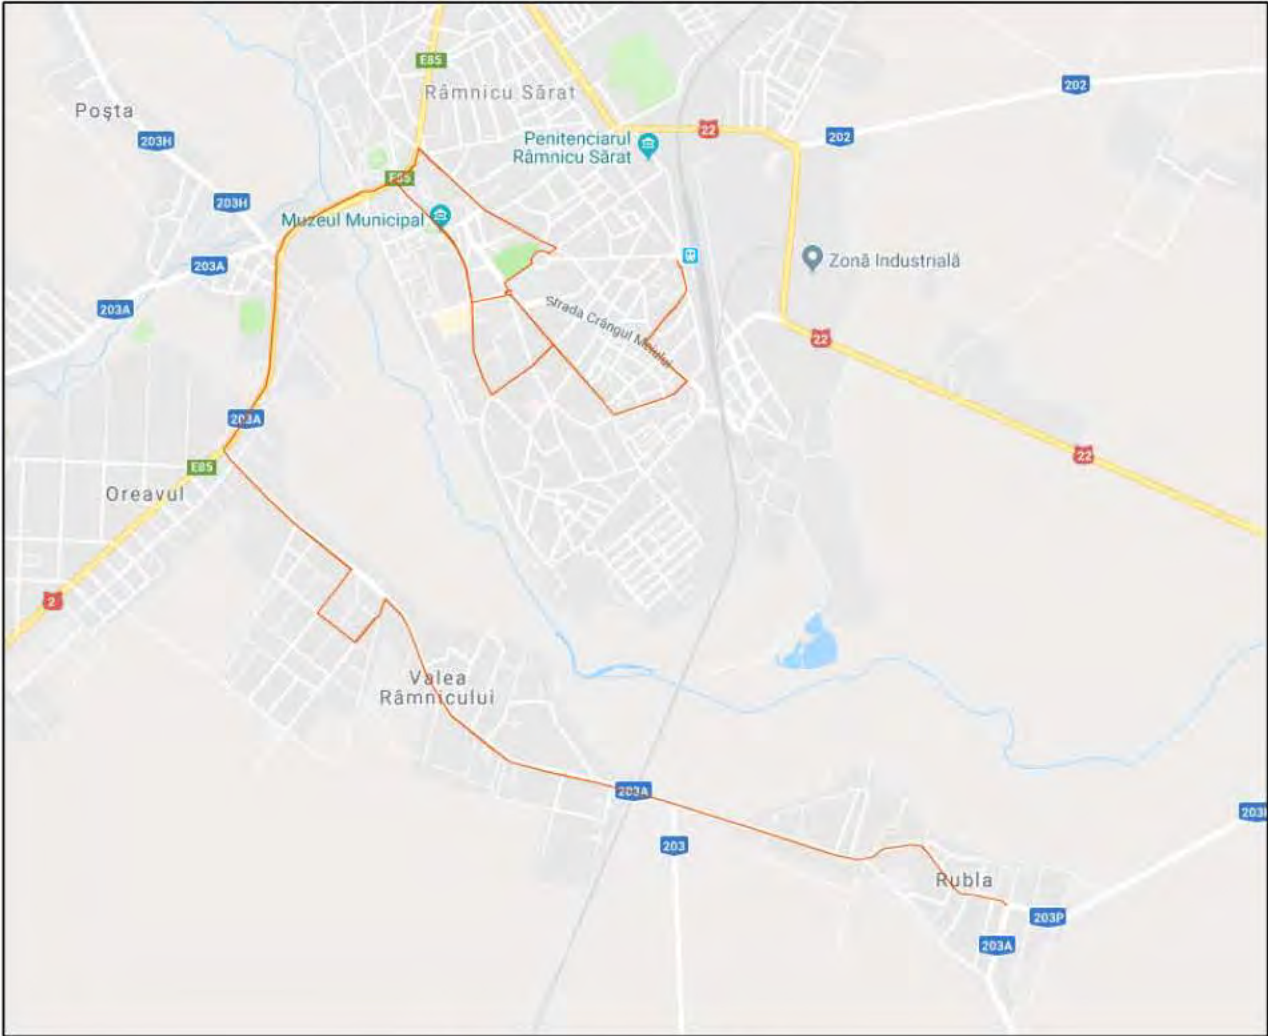 E85
202
Râmnicu Sărat
Poşta
22
202
203H
Penitenciarul
Râmnicu Sărat
E85
203H
Muzeul Municipal
203A
Zonă Industrială
203A
Strada Crângul Meiului
22
203A
22
E85
Oreavul
2
Valea
Râmnicului
203A
203
Rubla
203P
203A